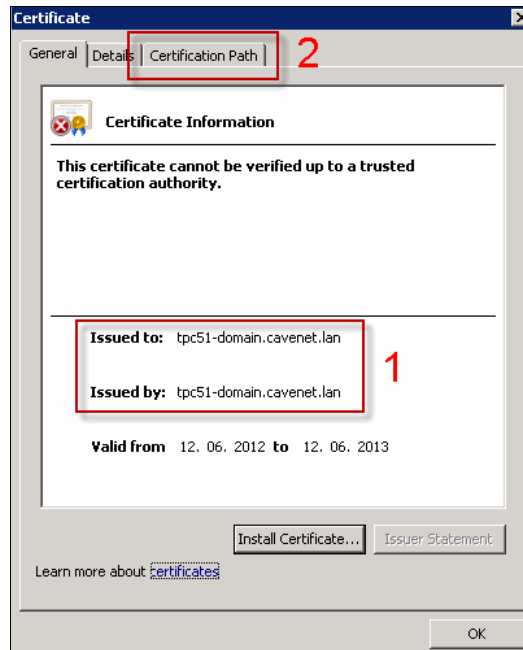 Certificate
General Details Certification Path 2
Certificate Information
This certificate cannot be verified up to a trusted
certification authority.
Issued to: tpc51-domain.cavenet.lan
1
Issued by: tpc51-domain.cavenet.lan
Valid from 12. 06. 2012 to 12. 06. 2013
Install Certificate... Issuer Statement
Learn more about certificates
OK